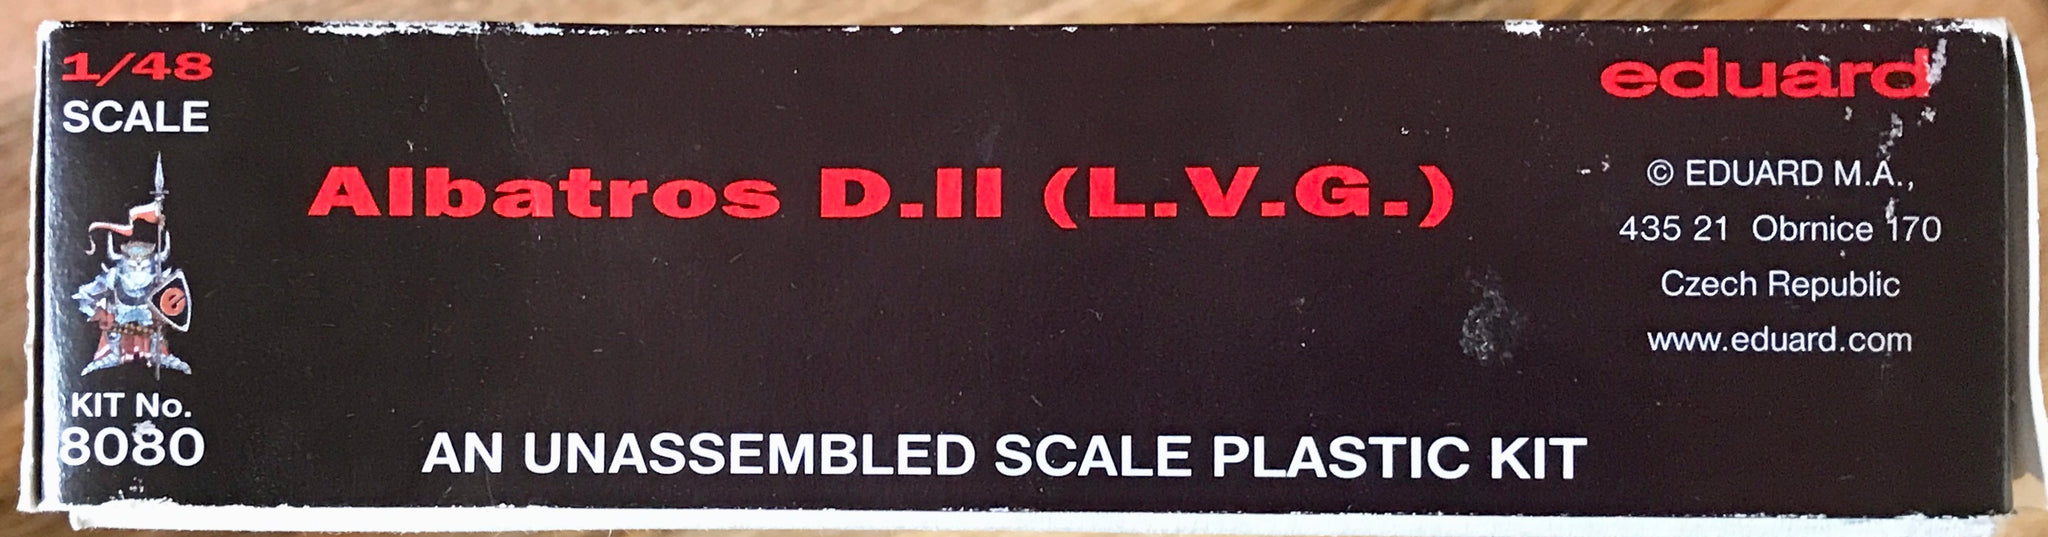 1/48
SCALE
eduard
Albatros D.II (L.V.G.)
© EDUARD M.A.,
435 21 Obrnice 170
Czech Republic
www.eduard.com
e
KIT No.
8080
AN UNASSEMBLED SCALE PLASTIC KIT